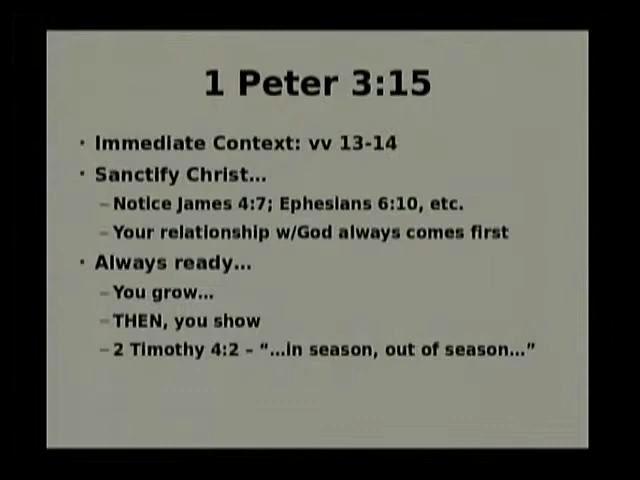 1 Peter 3:15
• Immediate Context: vv 13-14
• Sanctify Christ...
– Notice James 4:7; Ephesians 6:10, etc.
– Your relationship w/God always comes first
• Always ready...
– You grow...
– THEN, you show
– 2 Timothy 4:2 – “...in season, out of season...”